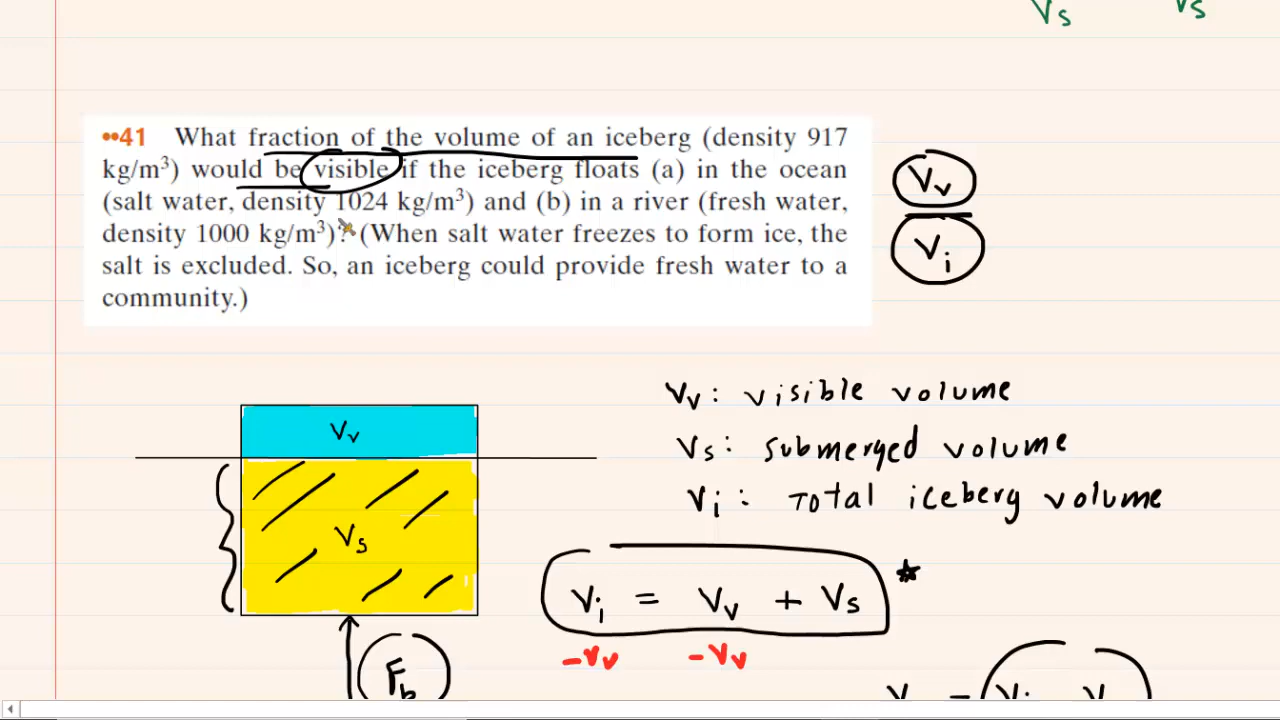 Vs Vs
••41 What fraction of the volume of an iceberg (density 917
kg/m³) would be visible if the iceberg floats (a) in the ocean
(salt water, density 1024 kg/m³) and (b) in a river (fresh water,
density 1000 kg/m³)? (When salt water freezes to form ice, the
salt is excluded. So, an iceberg could provide fresh water to a
community.)
Vv
Vi
Vv
Vs
Fb
Vv: visible volume
Vs: submerged volume
Vi: Total iceberg volume
Vi = Vv + Vs *
-Vv -Vv